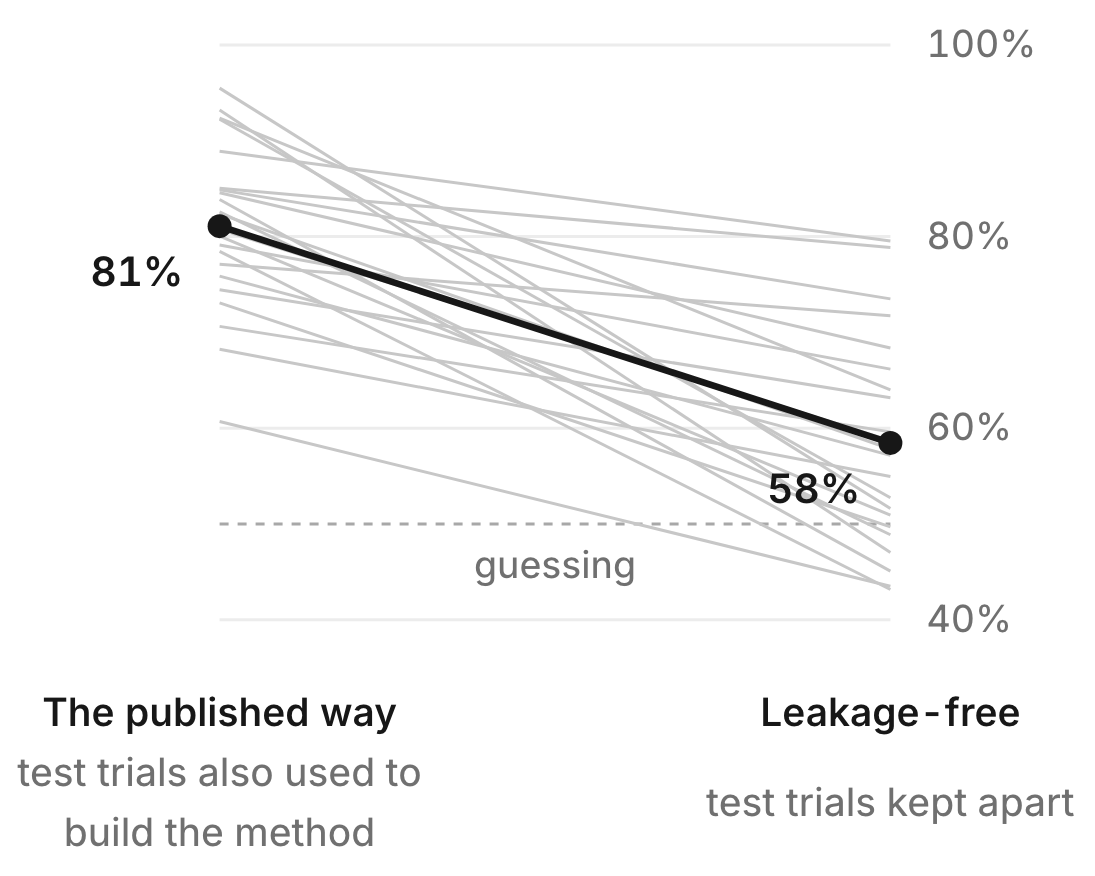 100%
80%
81%
60%
58%
guessing
40%
The published way
test trials also used to
build the method
Leakage-free
test trials kept apart